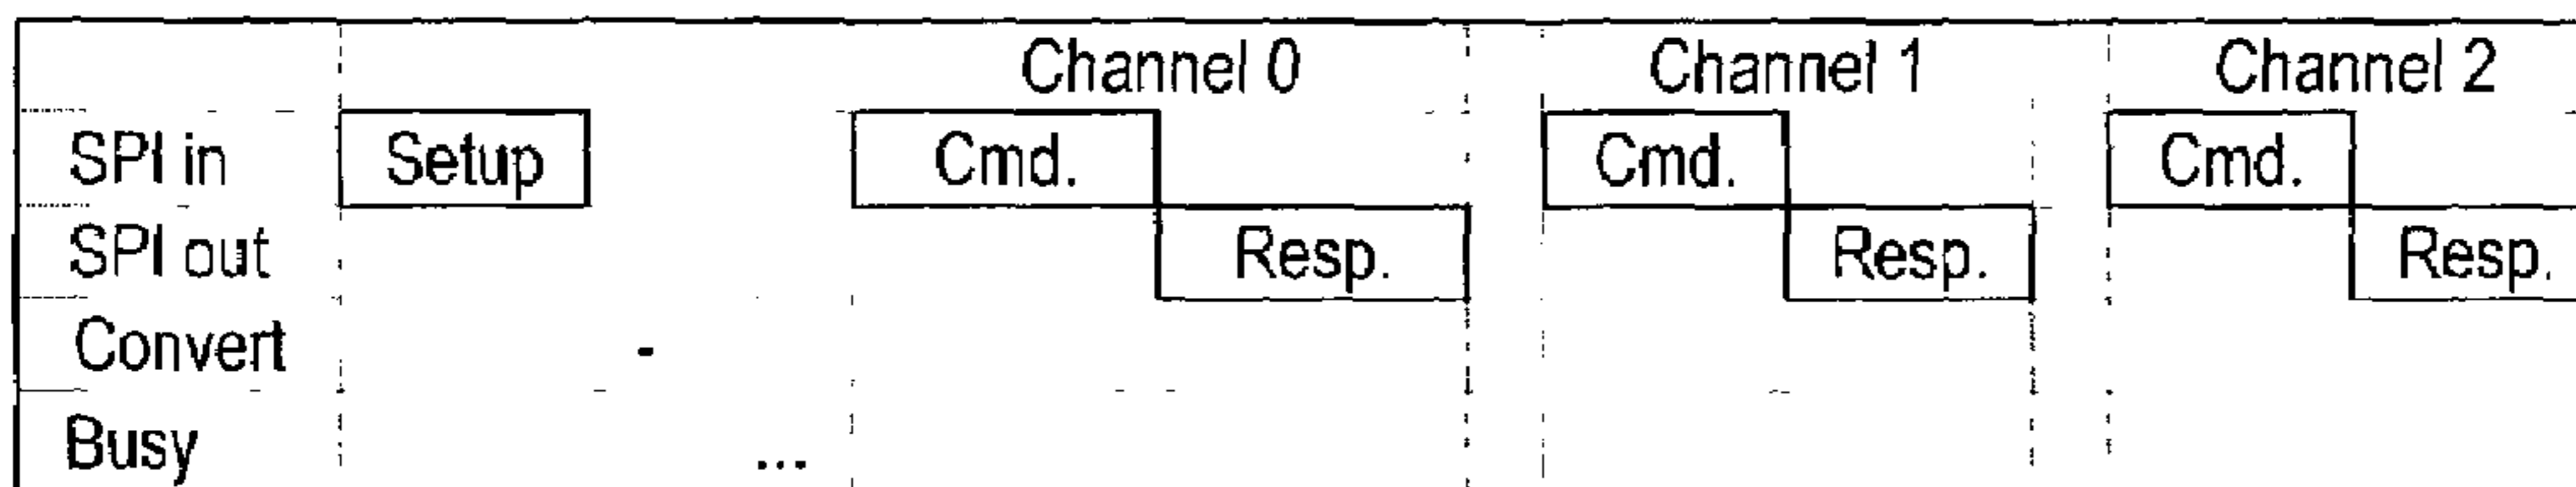 Channel 0 Channel 1 Channel 2
SPI in Setup Cmd. Cmd. Cmd.
SPI out Resp. Resp. Resp.
Convert -
Busy ...